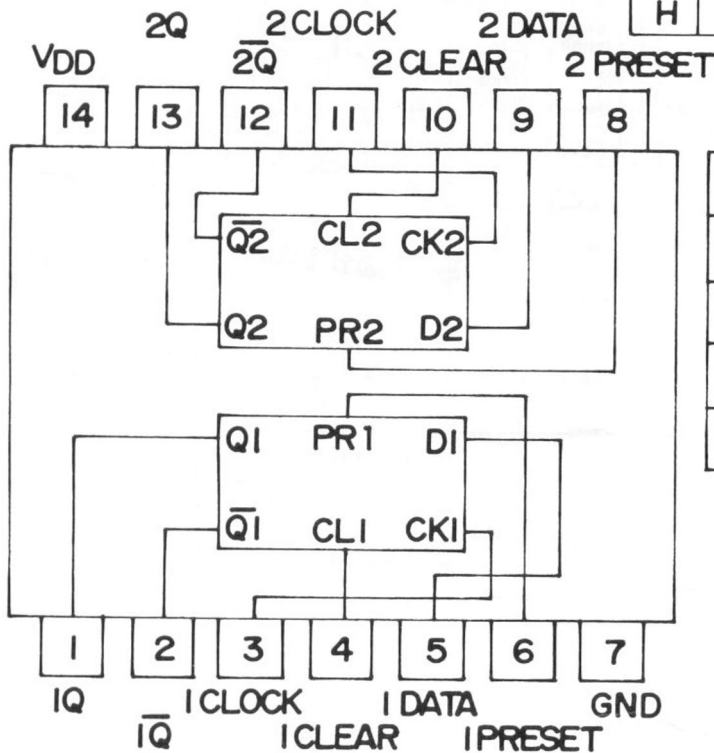 2Q 2 CLOCK 2 DATA H
VDD 2Q̅ 2 CLEAR 2 PRESET
14 13 12 11 10 9 8
Q̅2 CL2 CK2
Q2 PR2 D2
Q1 PR1 D1
Q̅1 CL1 CK1
1 2 3 4 5 6 7
1Q 1 CLOCK 1 DATA GND
1Q̅ 1 CLEAR 1 PRESET